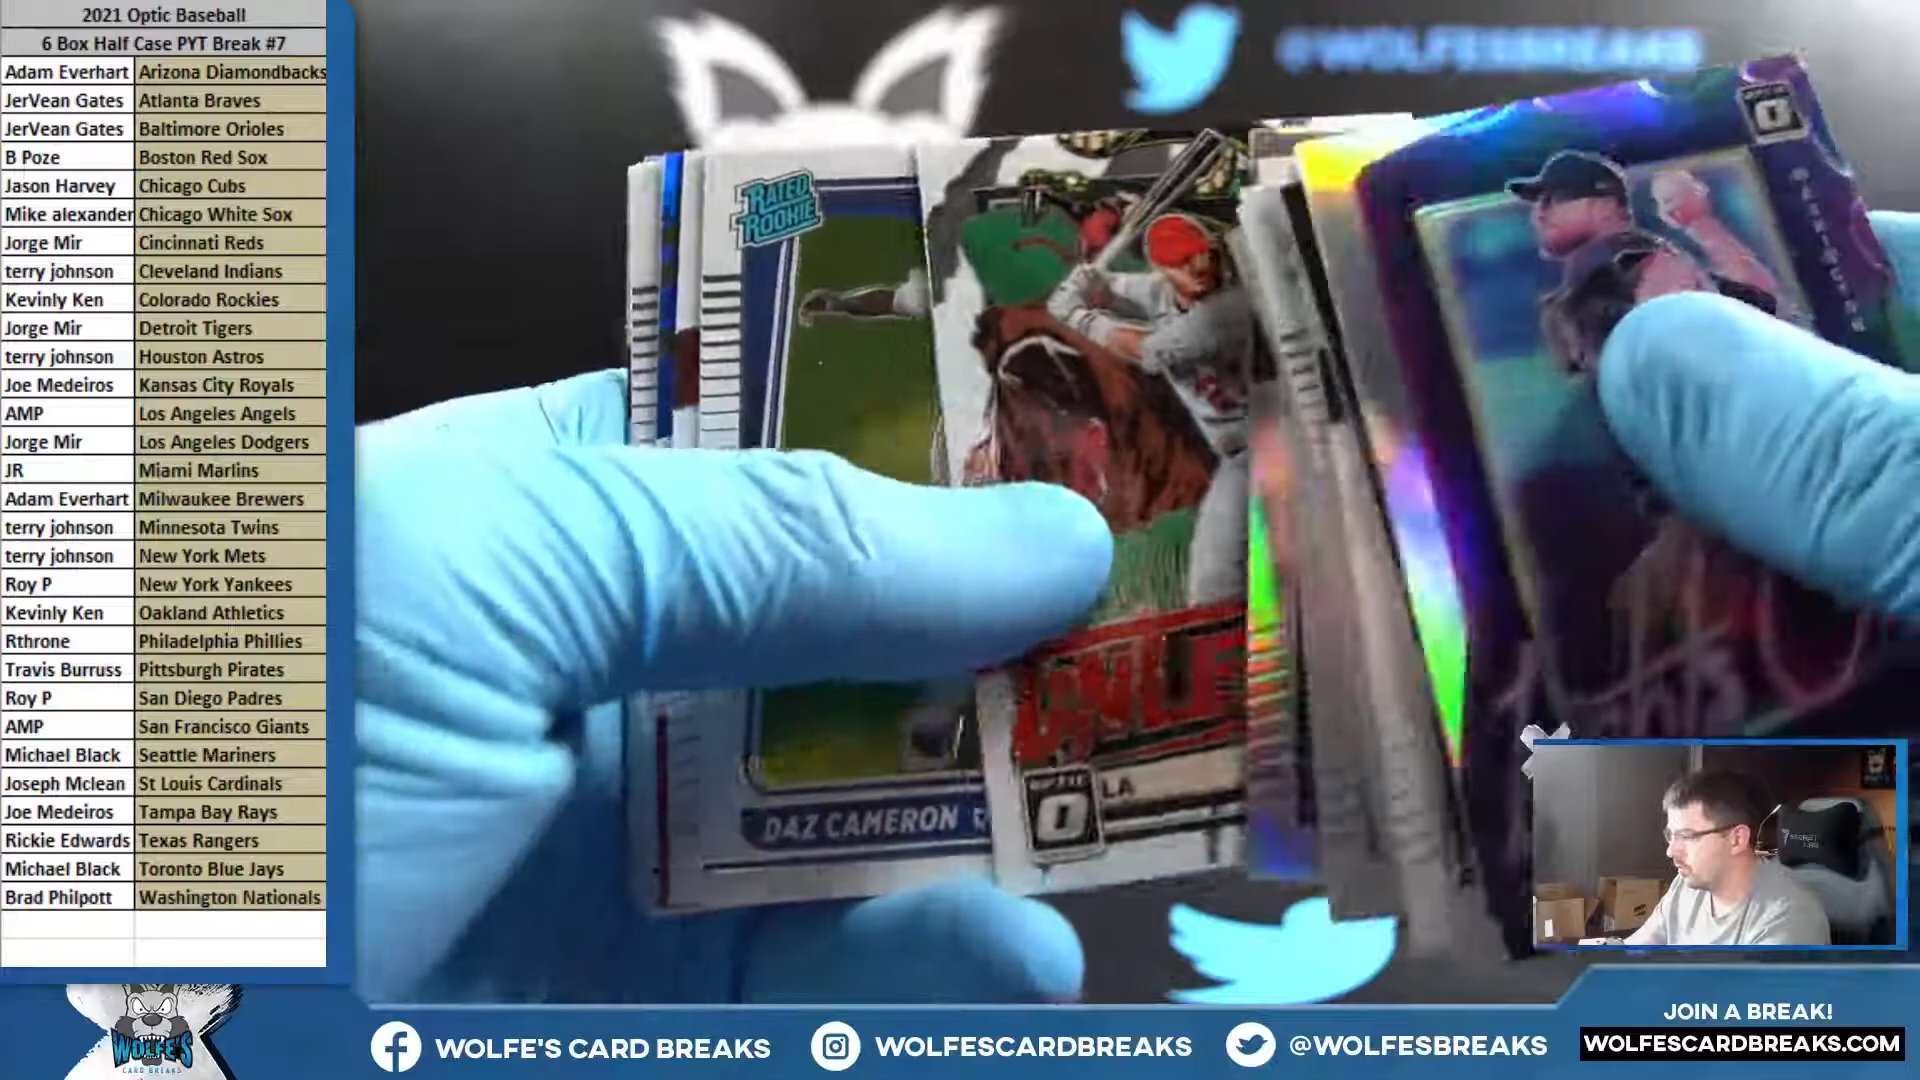 2021 Optic Baseball
6 Box Half Case PYT Break #7
Adam Everhart Arizona Diamondbacks
JerVean Gates Atlanta Braves
JerVean Gates Baltimore Orioles
B Poze Boston Red Sox
Jason Harvey Chicago Cubs
Mike alexander Chicago White Sox
Jorge Mir Cincinnati Reds
terry johnson Cleveland Indians
Kevinly Ken Colorado Rockies
Jorge Mir Detroit Tigers
terry johnson Houston Astros
Joe Medeiros Kansas City Royals
AMP Los Angeles Angels
Jorge Mir Los Angeles Dodgers
JR Miami Marlins
Adam Everhart Milwaukee Brewers
terry johnson Minnesota Twins
terry johnson New York Mets
Roy P New York Yankees
Kevinly Ken Oakland Athletics
Rthrone Philadelphia Phillies
Travis Burruss Pittsburgh Pirates
Roy P San Diego Padres
AMP San Francisco Giants
Michael Black Seattle Mariners
Joseph Mclean St Louis Cardinals
Joe Medeiros Tampa Bay Rays
Rickie Edwards Texas Rangers
Michael Black Toronto Blue Jays
Brad Philpott Washington Nationals
@WOLFESBREAKS
RATED
ROOKIE
DAZ CAMERON
OPTIC
LA
WOLFE'S
CARD BREAKS
WOLFE'S CARD BREAKS
WOLFESCARDBREAKS
@WOLFESBREAKS
JOIN A BREAK!
WOLFESCARDBREAKS.COM